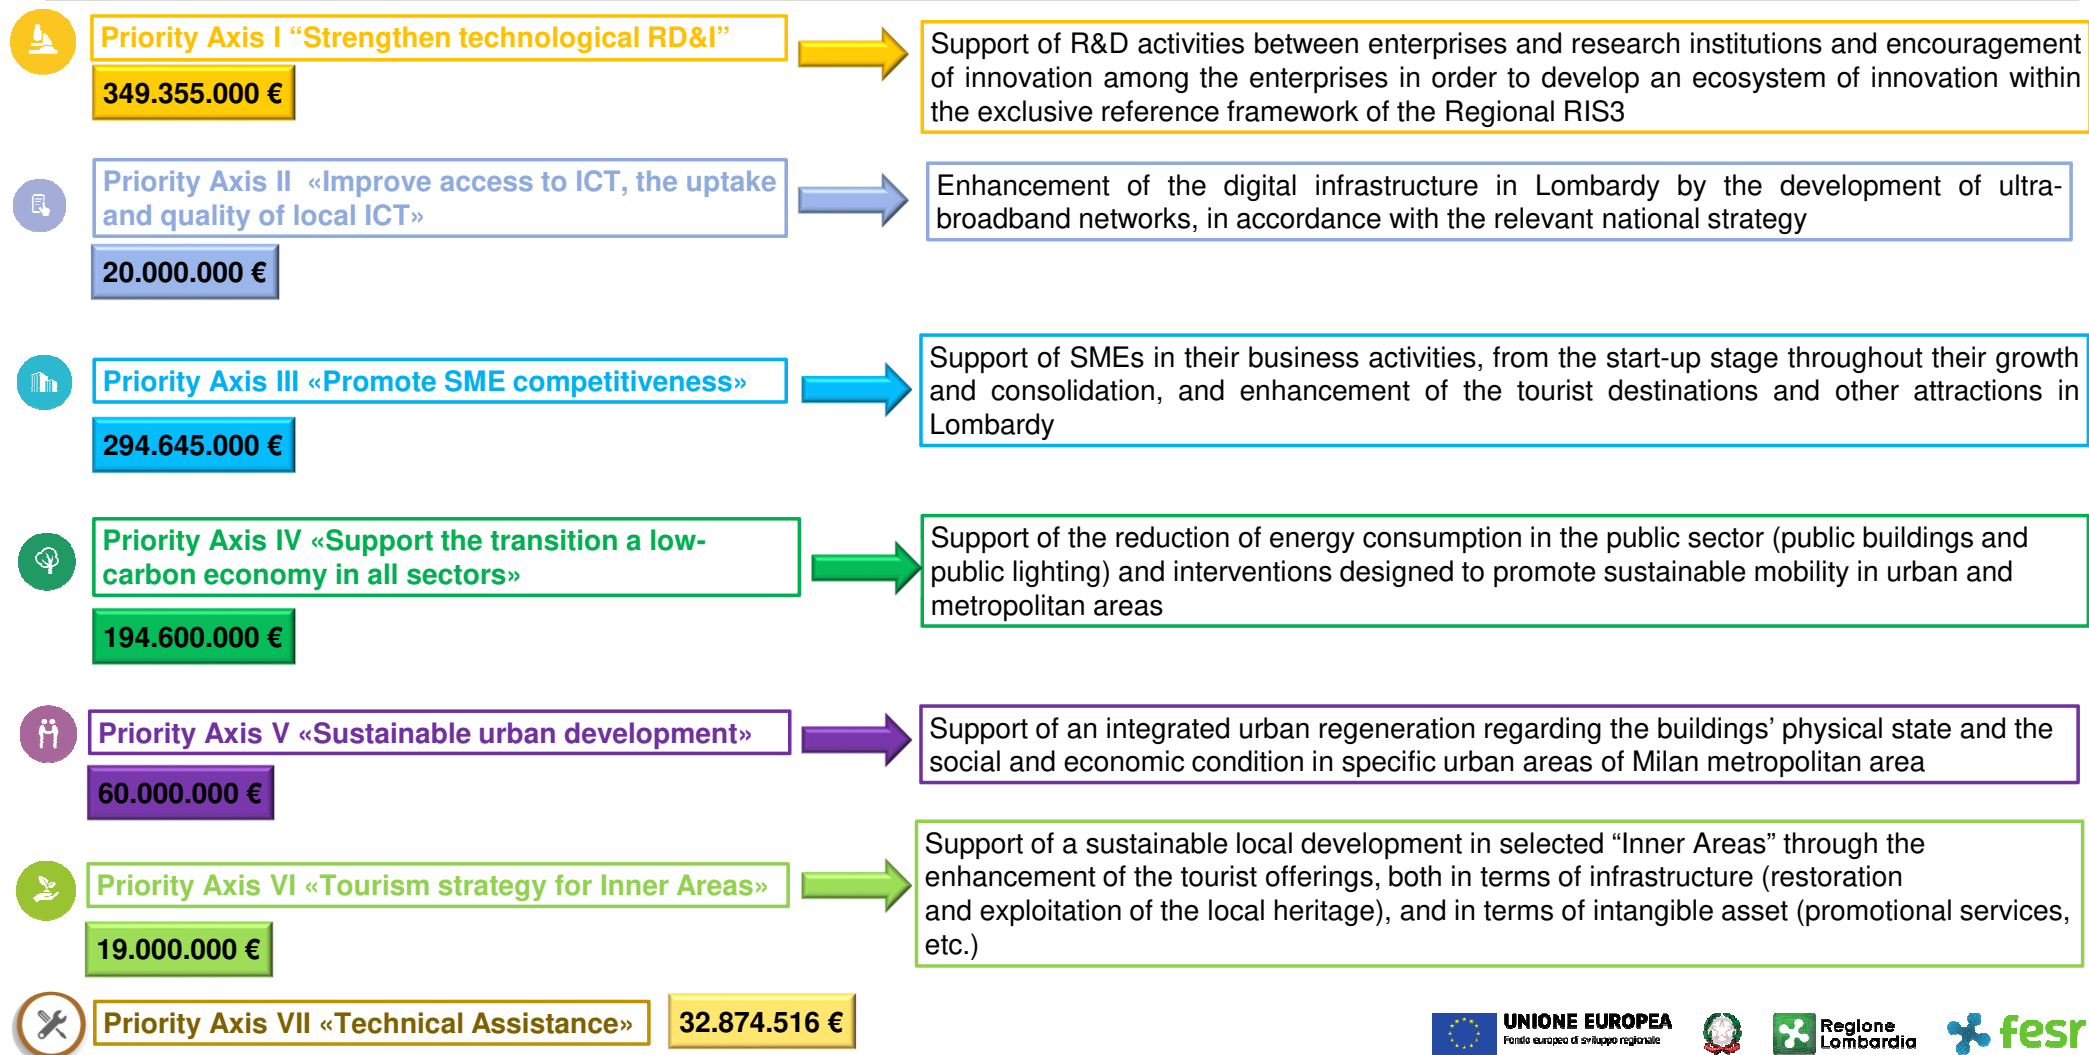 Priority Axis I “Strengthen technological RD&I”
349.355.000 €
Support of R&D activities between enterprises and research institutions and encouragement
of innovation among the enterprises in order to develop an ecosystem of innovation within
the exclusive reference framework of the Regional RIS3
Priority Axis II «Improve access to ICT, the uptake
and quality of local ICT»
20.000.000 €
Enhancement of the digital infrastructure in Lombardy by the development of ultra-
broadband networks, in accordance with the relevant national strategy
Priority Axis III «Promote SME competitiveness»
294.645.000 €
Support of SMEs in their business activities, from the start-up stage throughout their growth
and consolidation, and enhancement of the tourist destinations and other attractions in
Lombardy
Priority Axis IV «Support the transition a low-
carbon economy in all sectors»
194.600.000 €
Support of the reduction of energy consumption in the public sector (public buildings and
public lighting) and interventions designed to promote sustainable mobility in urban and
metropolitan areas
Priority Axis V «Sustainable urban development»
60.000.000 €
Support of an integrated urban regeneration regarding the buildings’ physical state and the
social and economic condition in specific urban areas of Milan metropolitan area
Priority Axis VI «Tourism strategy for Inner Areas»
19.000.000 €
Support of a sustainable local development in selected “Inner Areas” through the
enhancement of the tourist offerings, both in terms of infrastructure (restoration
and exploitation of the local heritage), and in terms of intangible asset (promotional services,
etc.)
Priority Axis VII «Technical Assistance»
32.874.516 €
UNIONE EUROPEA
Fondo europeo di sviluppo regionale
Regione
Lombardia
fesr